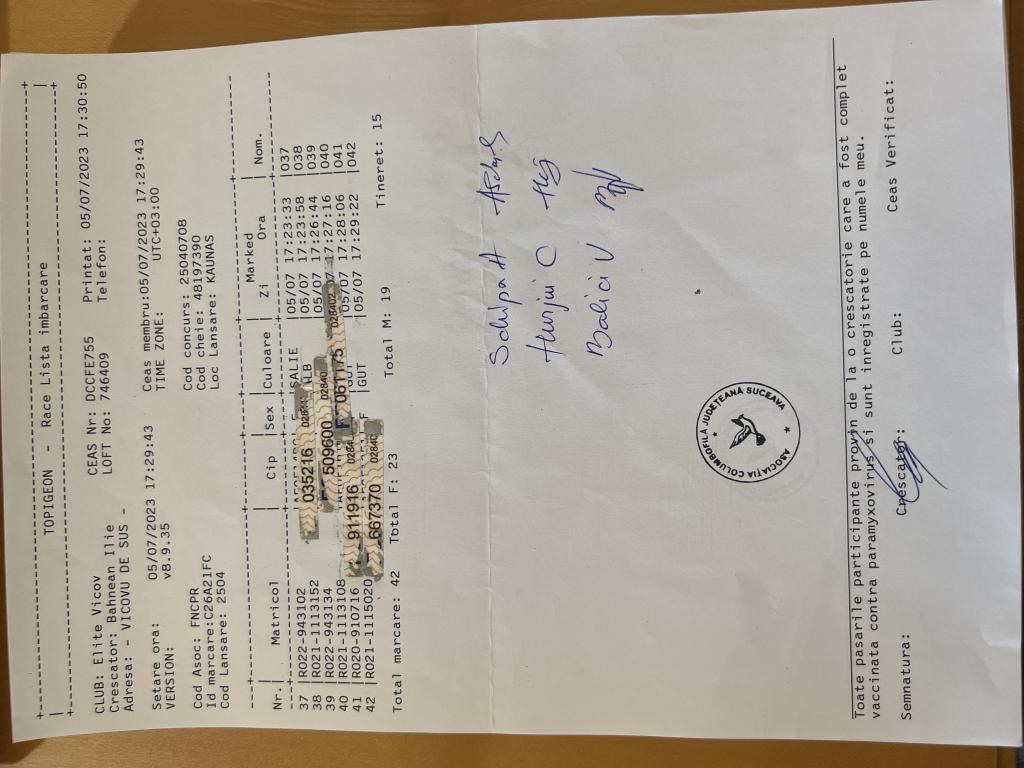 TOPIGEON - Race Lista imbarcare
CLUB: Elite Vicov CEAS Nr: DCCFE755 Printat: 05/07/2023 17:30:50
Crescator: Bahnean Ilie LOFT No: 746409 Telefon:
Adresa: - VICOVU DE SUS -
Setare ora: 05/07/2023 17:29:43 Ceas membru:05/07/2023 17:29:43
VERSION: v8.9.35 TIME ZONE: UTC+03:00
Cod Asoc: FNCPR Cod concurs: 25040708
Id marcare:C26A21FC Cod cheie: 48197390
Cod Lansare: 2504 Loc Lansare: KAUNAS
Marked
Nr.| Matricol | Cip |Sex |Culoare | Zi Ora | Nom.
37 |RO22-943102 SALIE |05/07 17:23:33 |037
38 |RO21-1113152 035216 |05/07 17:23:58 |038
39 |RO22-943134 509600 02840 |05/07 17:26:44 |039
40 |RO21-1113108 F 061175 028402 17:27:16 |040
41 |RO20-910716 911916 0284 |05/07 17:28:06 |041
42 |RO21-1115020 667370 02840 F |GUT |05/07 17:29:22 |042
Total marcare: 42 Total F: 23 Total M: 19 Tineret: 15
Schipa A
Balici V
ASOCIAȚIA COLUMBOFILĂ JUDEȚEANĂ SUCEAVA
Toate pasarile participante provin de la o crescatorie care a fost complet
vaccinata contra paramyxovirus si sunt inregistrate pe numele meu.
Semnatura: Crescator: Club: Ceas Verificat: